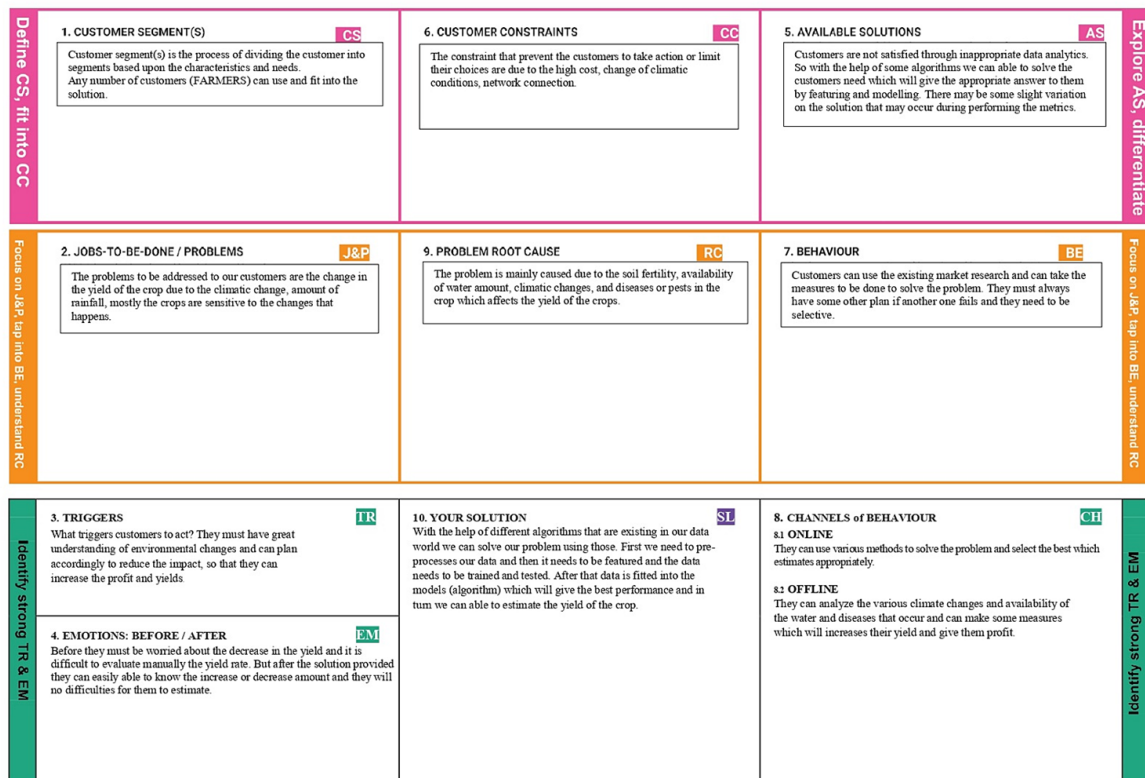 Define CS, fit into CC
1. CUSTOMER SEGMENT(S)
CS
Customer segment(s) is the process of dividing the customer into
segments based upon the characteristics and needs.
Any number of customers (FARMERS) can use and fit into the
solution.
6. CUSTOMER CONSTRAINTS
CC
The constraint that prevent the customers to take action or limit
their choices are due to the high cost, change of climatic
conditions, network connection.
5. AVAILABLE SOLUTIONS
AS
Customers are not satisfied through inappropriate data analytics.
So with the help of some algorithms we can able to solve the
customers need which will give the appropriate answer to them
by featuring and modelling. There may be some slight variation
on the solution that may occur during performing the metrics.
Explore AS, differentiate
Focus on J&P, tap into BE, understand RC
2. JOBS-TO-BE-DONE / PROBLEMS
J&P
The problems to be addressed to our customers are the change in
the yield of the crop due to the climatic change, amount of
rainfall, mostly the crops are sensitive to the changes that
happens.
9. PROBLEM ROOT CAUSE
RC
The problem is mainly caused due to the soil fertility, availability
of water amount, climatic changes, and diseases or pests in the
crop which affects the yield of the crops.
7. BEHAVIOUR
BE
Customers can use the existing market research and can take the
measures to be done to solve the problem. They must always
have some other plan if another one fails and they need to be
selective.
Focus on J&P, tap into BE, understand RC
Identify strong TR & EM
3. TRIGGERS
TR
What triggers customers to act? They must have great
understanding of environmental changes and can plan
accordingly to reduce the impact, so that they can
increase the profit and yields.
4. EMOTIONS: BEFORE / AFTER
EM
Before they must be worried about the decrease in the yield and it is
difficult to evaluate manually the yield rate. But after the solution provided
they can easily able to know the increase or decrease amount and they will
no difficulties for them to estimate.
10. YOUR SOLUTION
SL
With the help of different algorithms that are existing in our data
world we can solve our problem using those. First we need to pre-
processes our data and then it needs to be featured and the data
needs to be trained and tested. After that data is fitted into the
models (algorithm) which will give the best performance and in
turn we can able to estimate the yield of the crop.
8. CHANNELS of BEHAVIOUR
CH
8.1 ONLINE
They can use various methods to solve the problem and select the best which
estimates appropriately.
8.2 OFFLINE
They can analyze the various climate changes and availability of
the water and diseases that occur and can make some measures
which will increases their yield and give them profit.
Identify strong TR & EM